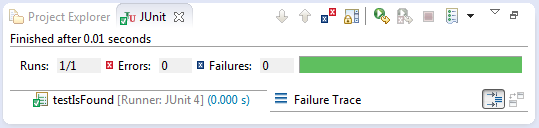 Project Explorer JUnit
Finished after 0.01 seconds
Runs: 1/1 Errors: 0 Failures: 0
testIsFound [Runner: JUnit 4] (0.000 s) Failure Trace